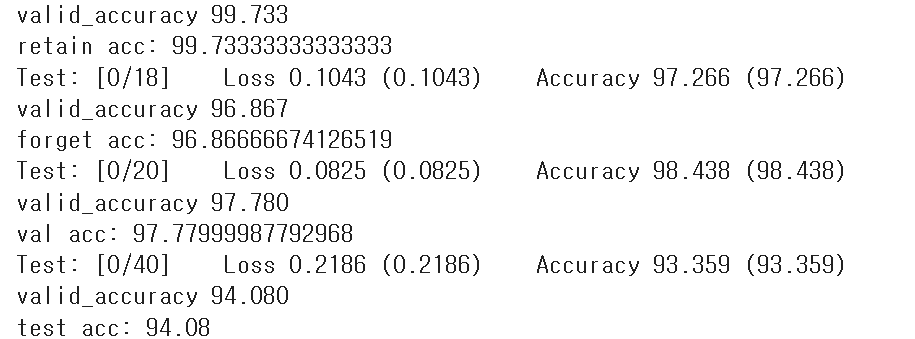 valid_accuracy 99.733
retain acc: 99.73333333333333
Test: [0/18] Loss 0.1043 (0.1043) Accuracy 97.266 (97.266)
valid_accuracy 96.867
forget acc: 96.86666674126519
Test: [0/20] Loss 0.0825 (0.0825) Accuracy 98.438 (98.438)
valid_accuracy 97.780
val acc: 97.77999987792968
Test: [0/40] Loss 0.2186 (0.2186) Accuracy 93.359 (93.359)
valid_accuracy 94.080
test acc: 94.08